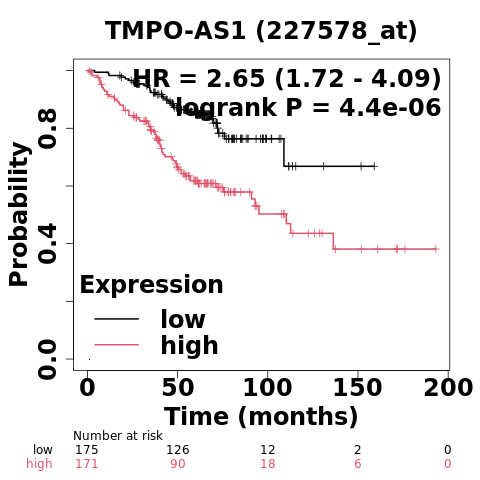 TMPO-AS1 (227578_at)
HR = 2.65 (1.72 - 4.09)
logrank P = 4.4e-06
Probability
0.0 0.4 0.8
Expression
low
high
0 50 100 150 200
Time (months)
Number at risk
low 175 126 12 2 0
high 171 90 18 6 0